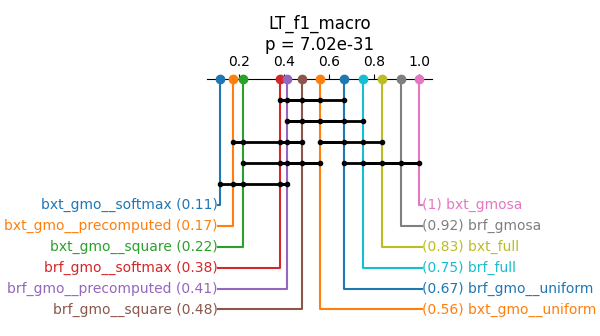 LT_f1_macro
p = 7.02e-31
0.2 0.4 0.6 0.8 1.0
bxt_gmo__softmax (0.11) (1) bxt_gmosa
bxt_gmo__precomputed (0.17) (0.92) brf_gmosa
bxt_gmo__square (0.22) (0.83) bxt_full
brf_gmo__softmax (0.38) (0.75) brf_full
brf_gmo__precomputed (0.41) (0.67) brf_gmo__uniform
brf_gmo__square (0.48) (0.56) bxt_gmo__uniform